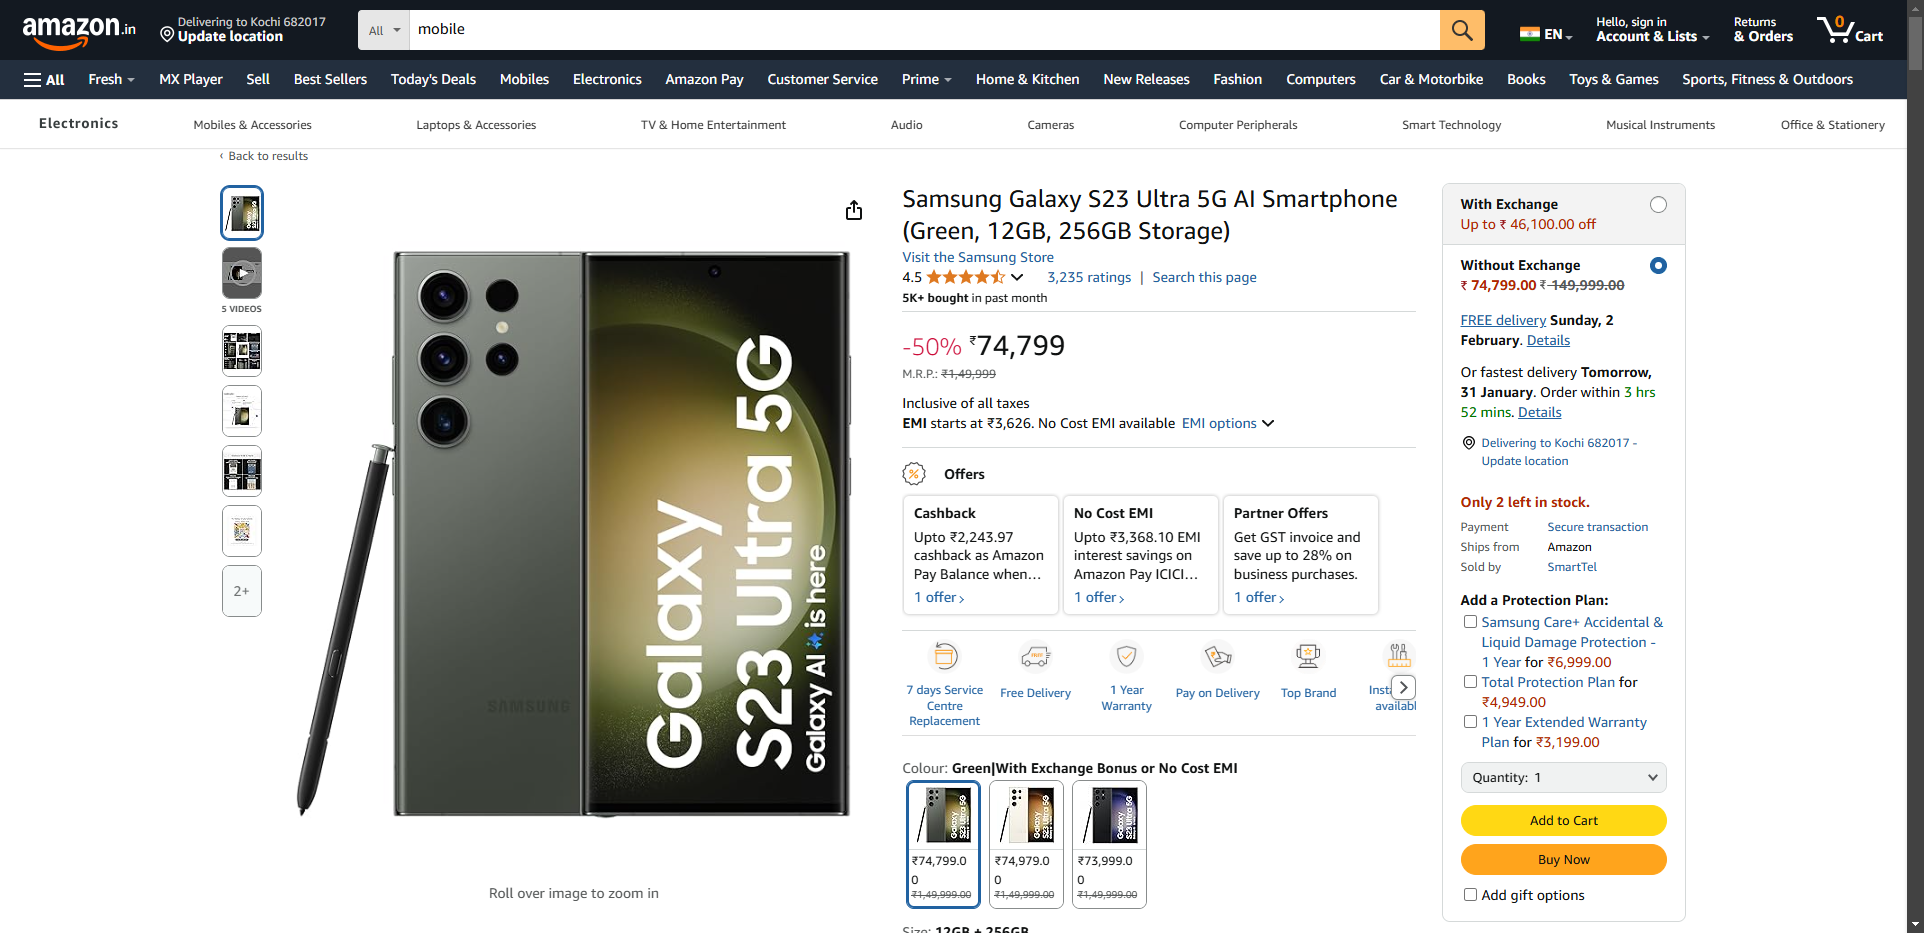 amazon.in
Delivering to Kochi 682017
Update location
All
mobile
EN
Hello, sign in
Account & Lists
Returns
& Orders
0
Cart
All
Fresh
MX Player
Sell
Best Sellers
Today's Deals
Mobiles
Electronics
Amazon Pay
Customer Service
Prime
Home & Kitchen
New Releases
Fashion
Computers
Car & Motorbike
Books
Toys & Games
Sports, Fitness & Outdoors
Electronics
Mobiles & Accessories
Laptops & Accessories
TV & Home Entertainment
Audio
Cameras
Computer Peripherals
Smart Technology
Musical Instruments
Office & Stationery
‹ Back to results
5 VIDEOS
2+
SAMSUNG
Galaxy
S23 Ultra 5G
Galaxy AI is here
Roll over image to zoom in
Samsung Galaxy S23 Ultra 5G AI Smartphone
(Green, 12GB, 256GB Storage)
Visit the Samsung Store
4.5
3,235 ratings | Search this page
5K+ bought in past month
-50% ₹74,799
M.R.P.: ₹1,49,999
Inclusive of all taxes
EMI starts at ₹3,626. No Cost EMI available EMI options
Offers
Cashback
Upto ₹2,243.97
cashback as Amazon
Pay Balance when…
1 offer ›
No Cost EMI
Upto ₹3,368.10 EMI
interest savings on
Amazon Pay ICICI…
1 offer ›
Partner Offers
Get GST invoice and
save up to 28% on
business purchases.
1 offer ›
7 days Service
Centre
Replacement
Free Delivery
1 Year
Warranty
Pay on Delivery
Top Brand
Inst
availabl
Colour: Green|With Exchange Bonus or No Cost EMI
₹74,799.0
0
₹1,49,999.00
₹74,979.0
0
₹1,49,999.00
₹73,999.0
0
₹1,49,999.00
Size: 12GB + 256GB
With Exchange
Up to ₹ 46,100.00 off
Without Exchange
₹ 74,799.00 ₹ 149,999.00
FREE delivery Sunday, 2
February. Details
Or fastest delivery Tomorrow,
31 January. Order within 3 hrs
52 mins. Details
Delivering to Kochi 682017 -
Update location
Only 2 left in stock.
Payment
Secure transaction
Ships from
Amazon
Sold by
SmartTel
Add a Protection Plan:
Samsung Care+ Accidental &
Liquid Damage Protection -
1 Year for ₹6,999.00
Total Protection Plan for
₹4,949.00
1 Year Extended Warranty
Plan for ₹3,199.00
Quantity: 1
Add to Cart
Buy Now
Add gift options